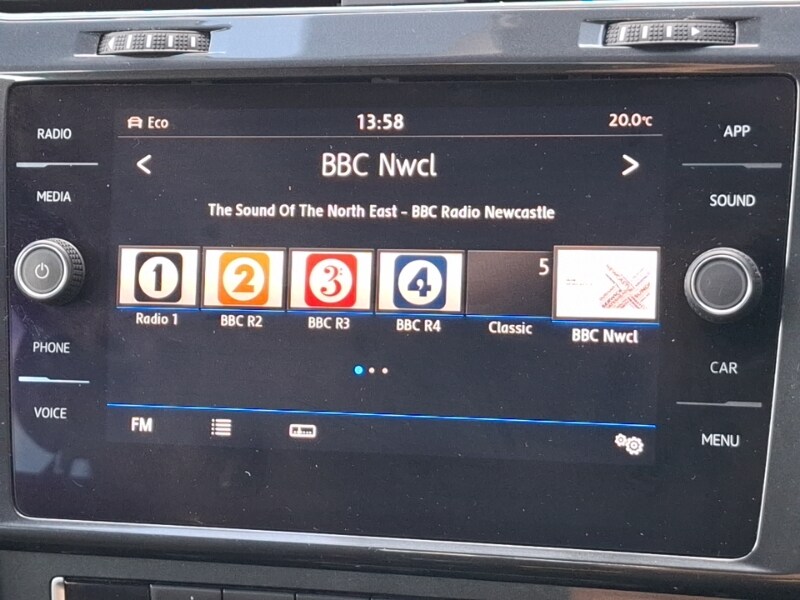 RADIO
MEDIA
PHONE
VOICE
Eco
13:58
20.0°C
< BBC Nwcl >
The Sound Of The North East - BBC Radio Newcastle
1 2 3 4 5
Radio 1 BBC R2 BBC R3 BBC R4 Classic BBC Nwcl
FM
APP
SOUND
CAR
MENU